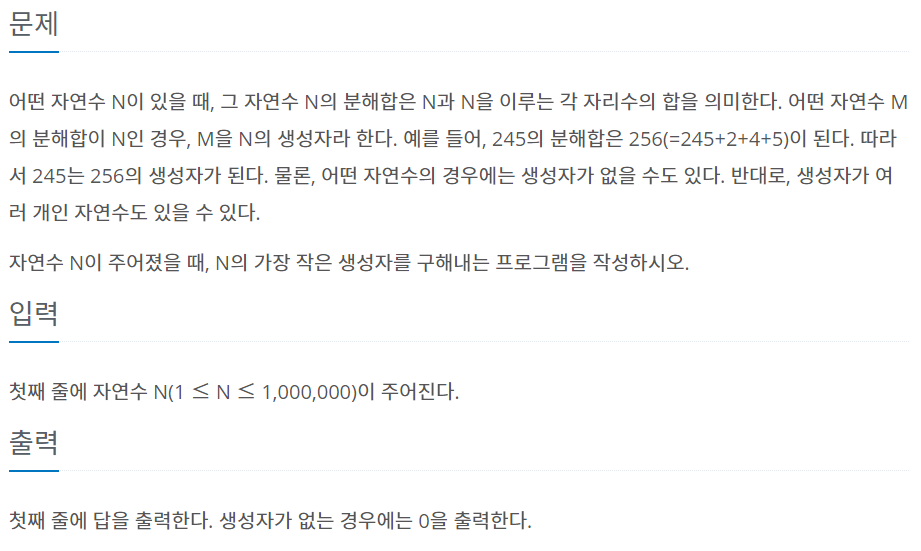 문제
어떤 자연수 N이 있을 때, 그 자연수 N의 분해합은 N과 N을 이루는 각 자리수의 합을 의미한다. 어떤 자연수 M
의 분해합이 N인 경우, M을 N의 생성자라 한다. 예를 들어, 245의 분해합은 256(=245+2+4+5)이 된다. 따라
서 245는 256의 생성자가 된다. 물론, 어떤 자연수의 경우에는 생성자가 없을 수도 있다. 반대로, 생성자가 여
러 개인 자연수도 있을 수 있다.
자연수 N이 주어졌을 때, N의 가장 작은 생성자를 구해내는 프로그램을 작성하시오.
입력
첫째 줄에 자연수 N(1 ≤ N ≤ 1,000,000)이 주어진다.
출력
첫째 줄에 답을 출력한다. 생성자가 없는 경우에는 0을 출력한다.